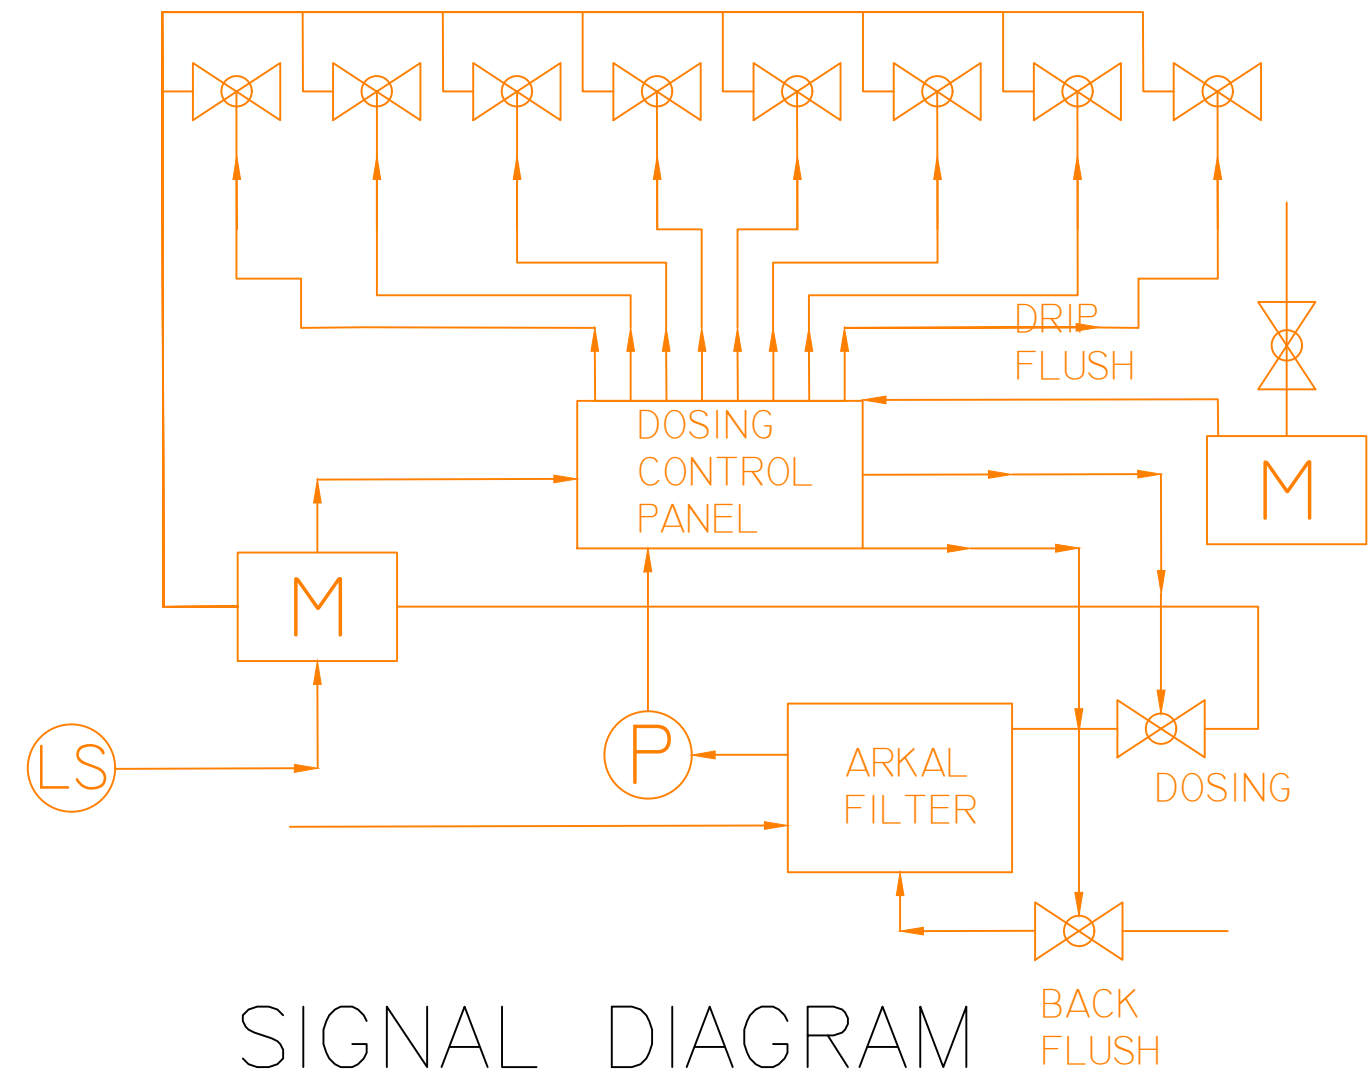 DRIP
FLUSH
DOSING
CONTROL
PANEL
M
M
LS
P
ARKAL
FILTER
DOSING
BACK
FLUSH
SIGNAL DIAGRAM